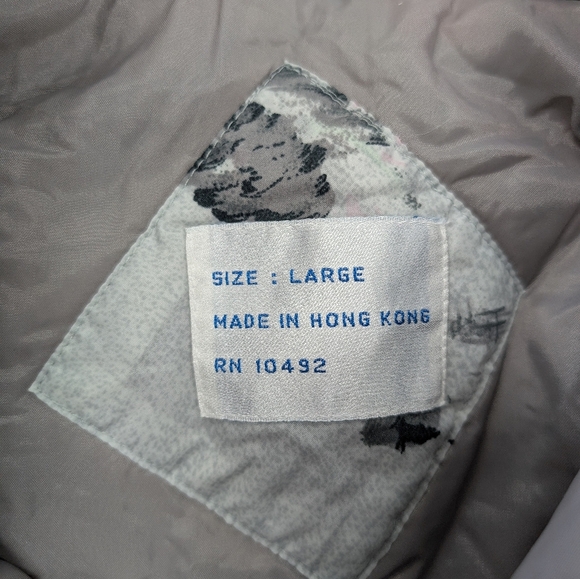 SIZE : LARGE
MADE IN HONG KONG
RN 10492